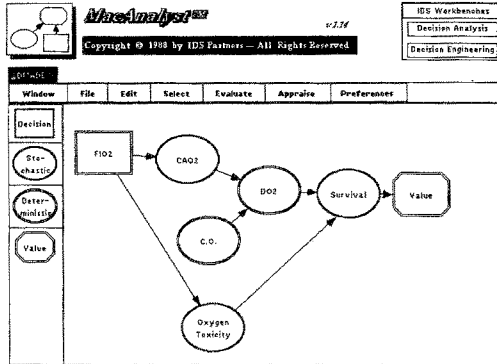 MacAnalyst™
v:1.14
Copyright © 1988 by IDS Partners — All Rights Reserved
IDS Workbenches
Decision Analysis
Decision Engineering
Window File Edit Select Evaluate Appraise Preferences
Decision
Sto-
chastic
Deter-
ministic
Value
FIO2
CAO2
DO2
Survival
Value
C.O.
Oxygen
Toxicity